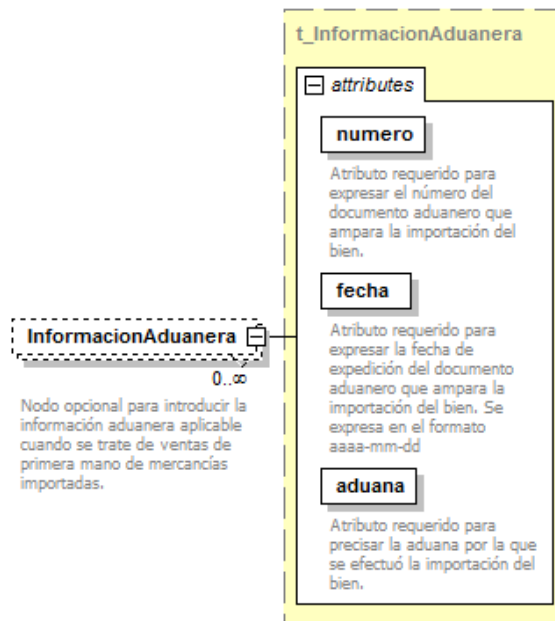 t_InformacionAduanera
attributes
numero
Atributo requerido para
expresar el número del
documento aduanero que
ampara la importación del
bien.
fecha
Atributo requerido para
expresar la fecha de
expedición del documento
aduanero que ampara la
importación del bien. Se
expresa en el formato
aaaa-mm-dd
aduana
Atributo requerido para
precisar la aduana por la que
se efectuó la importación del
bien.
InformacionAduanera
0..∞
Nodo opcional para introducir la
información aduanera aplicable
cuando se trate de ventas de
primera mano de mercancías
importadas.